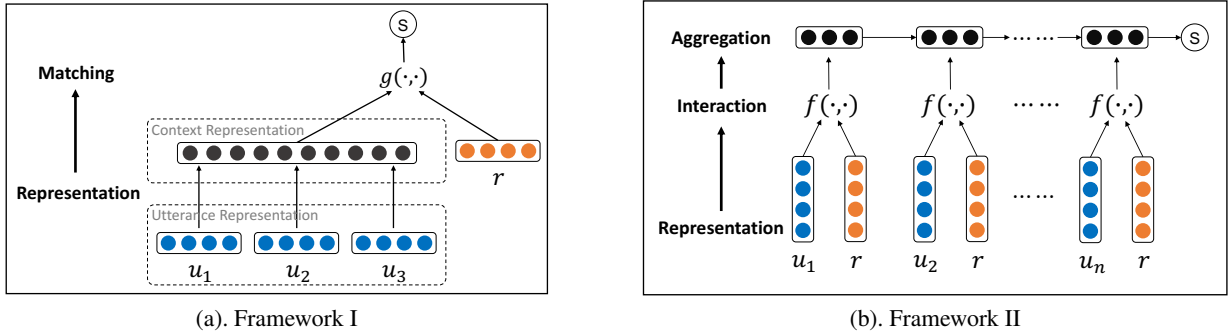 S
Matching
g(·,·)
Context Representation
r
Representation
Utterance Representation
u1 u2 u3
(a). Framework I
Aggregation
...... S
Interaction
f(·,·) f(·,·) ...... f(·,·)
......
Representation
u1 r u2 r un r
(b). Framework II